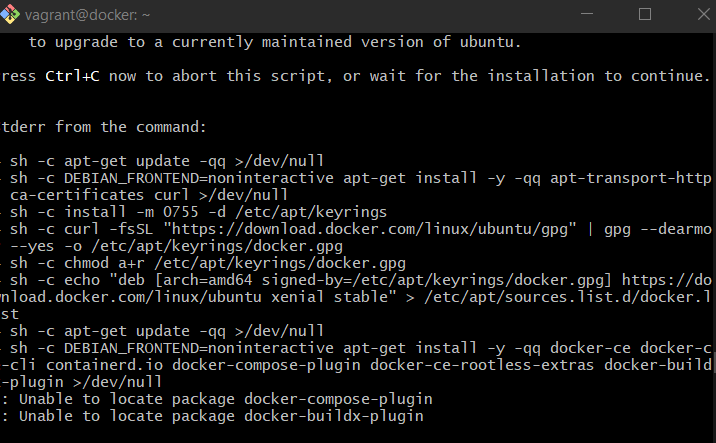 vagrant@docker: ~
to upgrade to a currently maintained version of ubuntu.
ress Ctrl+C now to abort this script, or wait for the installation to continue.
tderr from the command:
sh -c apt-get update -qq >/dev/null
sh -c DEBIAN_FRONTEND=noninteractive apt-get install -y -qq apt-transport-http
ca-certificates curl >/dev/null
sh -c install -m 0755 -d /etc/apt/keyrings
sh -c curl -fsSL "https://download.docker.com/linux/ubuntu/gpg" | gpg --dearmo
--yes -o /etc/apt/keyrings/docker.gpg
sh -c chmod a+r /etc/apt/keyrings/docker.gpg
sh -c echo "deb [arch=amd64 signed-by=/etc/apt/keyrings/docker.gpg] https://do
nload.docker.com/linux/ubuntu xenial stable" > /etc/apt/sources.list.d/docker.l
st
sh -c apt-get update -qq >/dev/null
sh -c DEBIAN_FRONTEND=noninteractive apt-get install -y -qq docker-ce docker-c
-cli containerd.io docker-compose-plugin docker-ce-rootless-extras docker-build
-plugin >/dev/null
: Unable to locate package docker-compose-plugin
: Unable to locate package docker-buildx-plugin